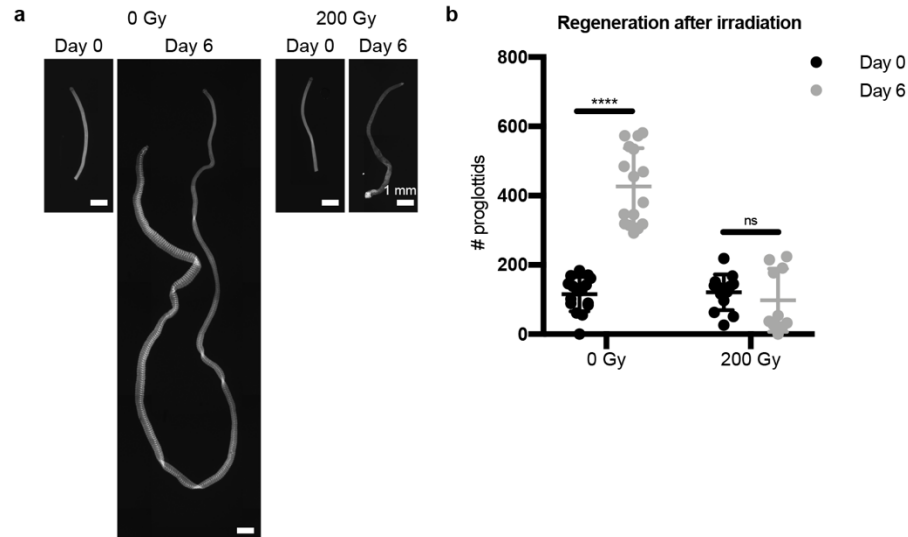 a
0 Gy
200 Gy
Day 0
Day 6
Day 0
Day 6
1 mm
b
Regeneration after irradiation
Day 0
Day 6
# proglottids
800
600
400
200
0
****
ns
0 Gy
200 Gy